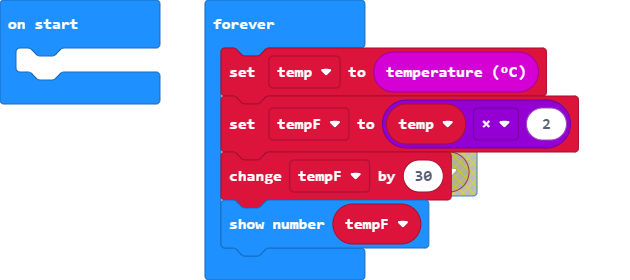 on start
forever
set temp to temperature (ºC)
set tempF to temp × 2
change tempF by 30
show number tempF